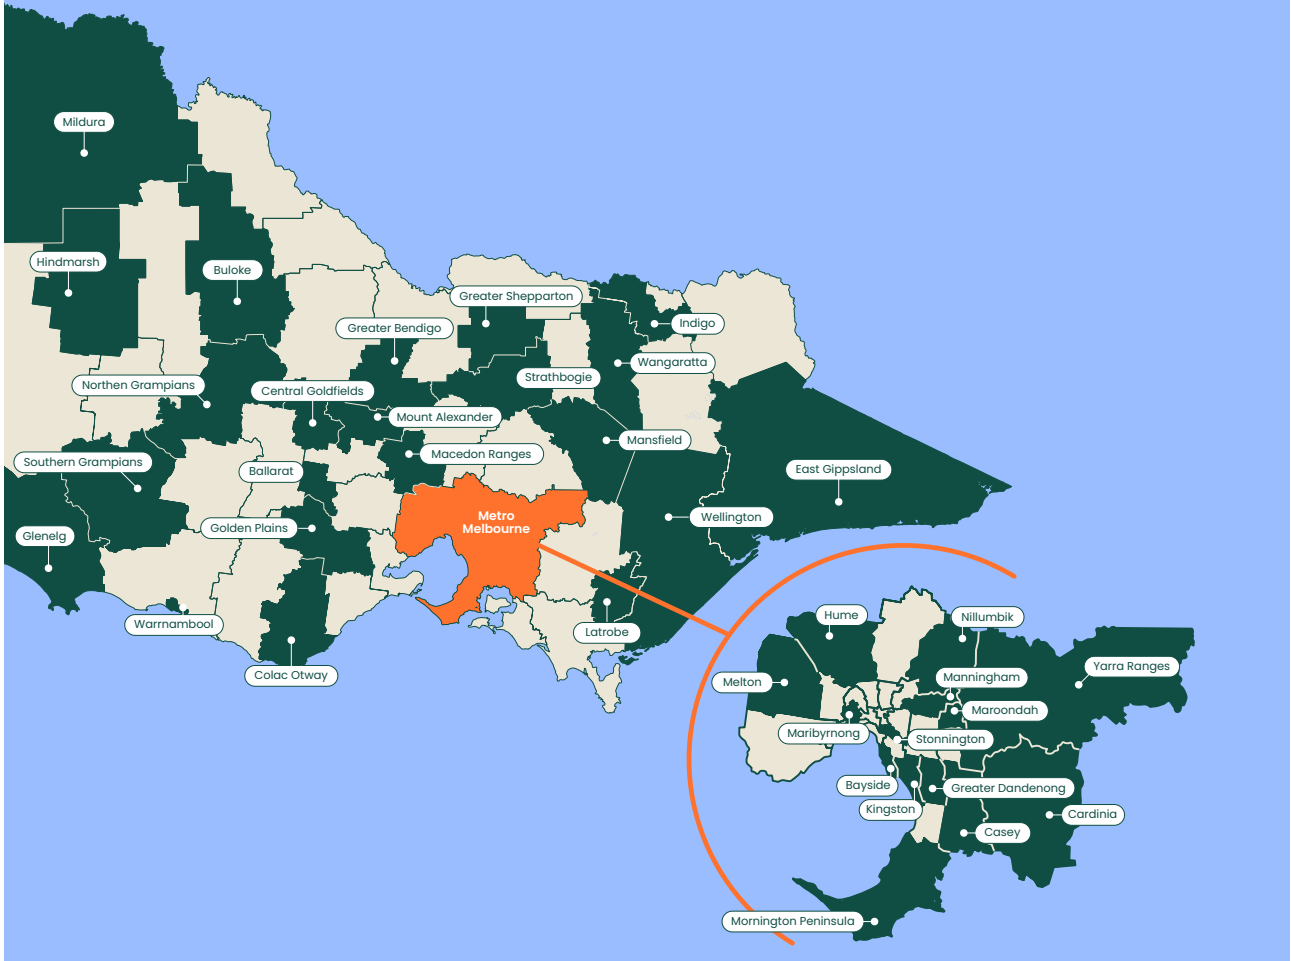 Mildura
Hindmarsh
Buloke
Greater Shepparton
Greater Bendigo
Indigo
Wangaratta
Strathbogie
Northen Grampians
Central Goldfields
Mount Alexander
Mansfield
Macedon Ranges
Southern Grampians
Ballarat
East Gippsland
Metro
Melbourne
Wellington
Golden Plains
Glenelg
Warrnambool
Latrobe
Colac Otway
Hume
Nillumbik
Yarra Ranges
Melton
Manningham
Maroondah
Maribyrnong
Stonnington
Bayside
Greater Dandenong
Kingston
Cardinia
Casey
Mornington Peninsula